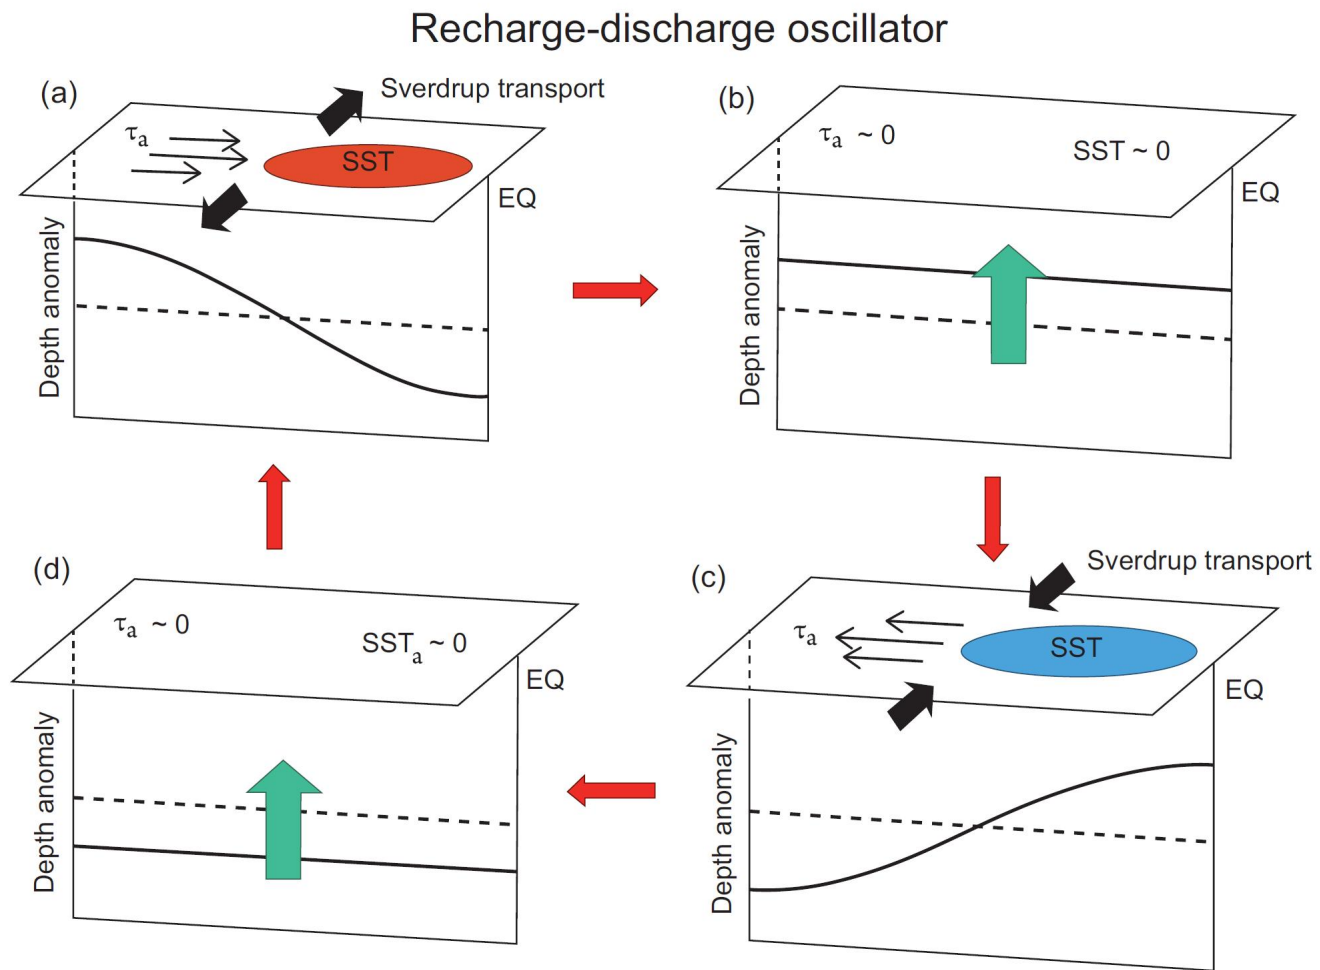 Recharge-discharge oscillator
(a)
Sverdrup transport
τa
SST
EQ
Depth anomaly
(b)
τa ~ 0
SST ~ 0
EQ
Depth anomaly
(d)
τa ~ 0
SSTa ~ 0
EQ
Depth anomaly
(c)
Sverdrup transport
τa
SST
EQ
Depth anomaly